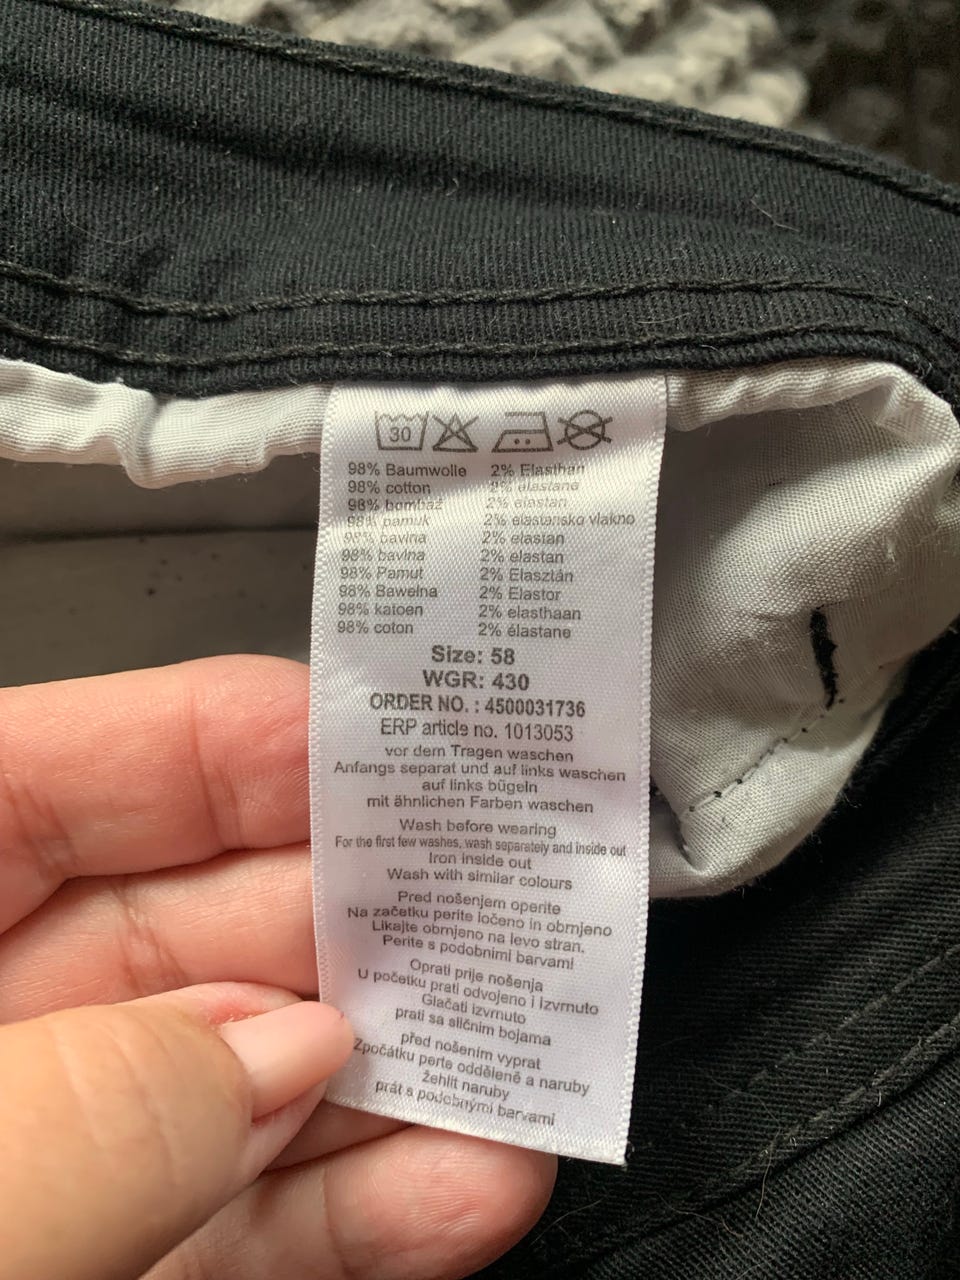 30
98% Baumwolle 2% Elasthan
98% cotton 2% elastane
98% bombaž 2% elastan
98% pamuk 2% elastansko vlakno
98% bavina 2% elastan
98% bavlna 2% elastan
98% Pamut 2% Elasztán
98% Bawełna 2% Elastor
98% katoen 2% elasthaan
98% coton 2% élastane
Size: 58
WGR: 430
ORDER NO. : 4500031736
ERP article no. 1013053
vor dem Tragen waschen
Anfangs separat und auf links waschen
auf links bügeln
mit ähnlichen Farben waschen
Wash before wearing
For the first few washes, wash separately and inside out
Iron inside out
Wash with similar colours
Pred nošenjem operite
Na začetku perite ločeno in obrnjeno
Likajte obrnjeno na levo stran.
Perite s podobnimi barvami
Oprati prije nošenja
U početku prati odvojeno i izvrnuto
Glačati izvrnuto
prati sa sličnim bojama
před nošením vyprat
Zpočátku perte odděleně a naruby
žehlit naruby
prát s podobnými barvami